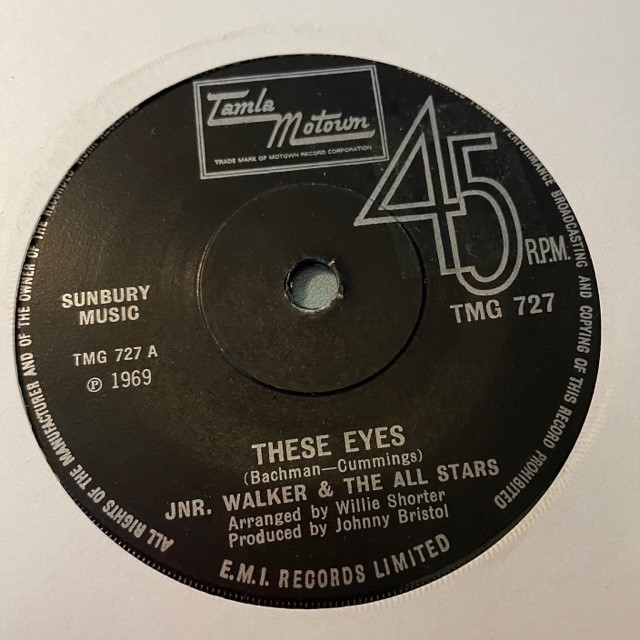 Tamla
Motown
TRADE MARK OF MOTOWN RECORD CORPORATION
45
R.P.M.
TMG 727
SUNBURY
MUSIC
TMG 727 A
℗ 1969
THESE EYES
(Bachman—Cummings)
JNR. WALKER & THE ALL STARS
Arranged by Willie Shorter
Produced by Johnny Bristol
E.M.I. RECORDS LIMITED
ALL RIGHTS OF THE MANUFACTURER AND OF THE OWNER OF THE RECORDED
PERFORMANCE BROADCASTING AND COPYING OF THIS RECORD PROHIBITED